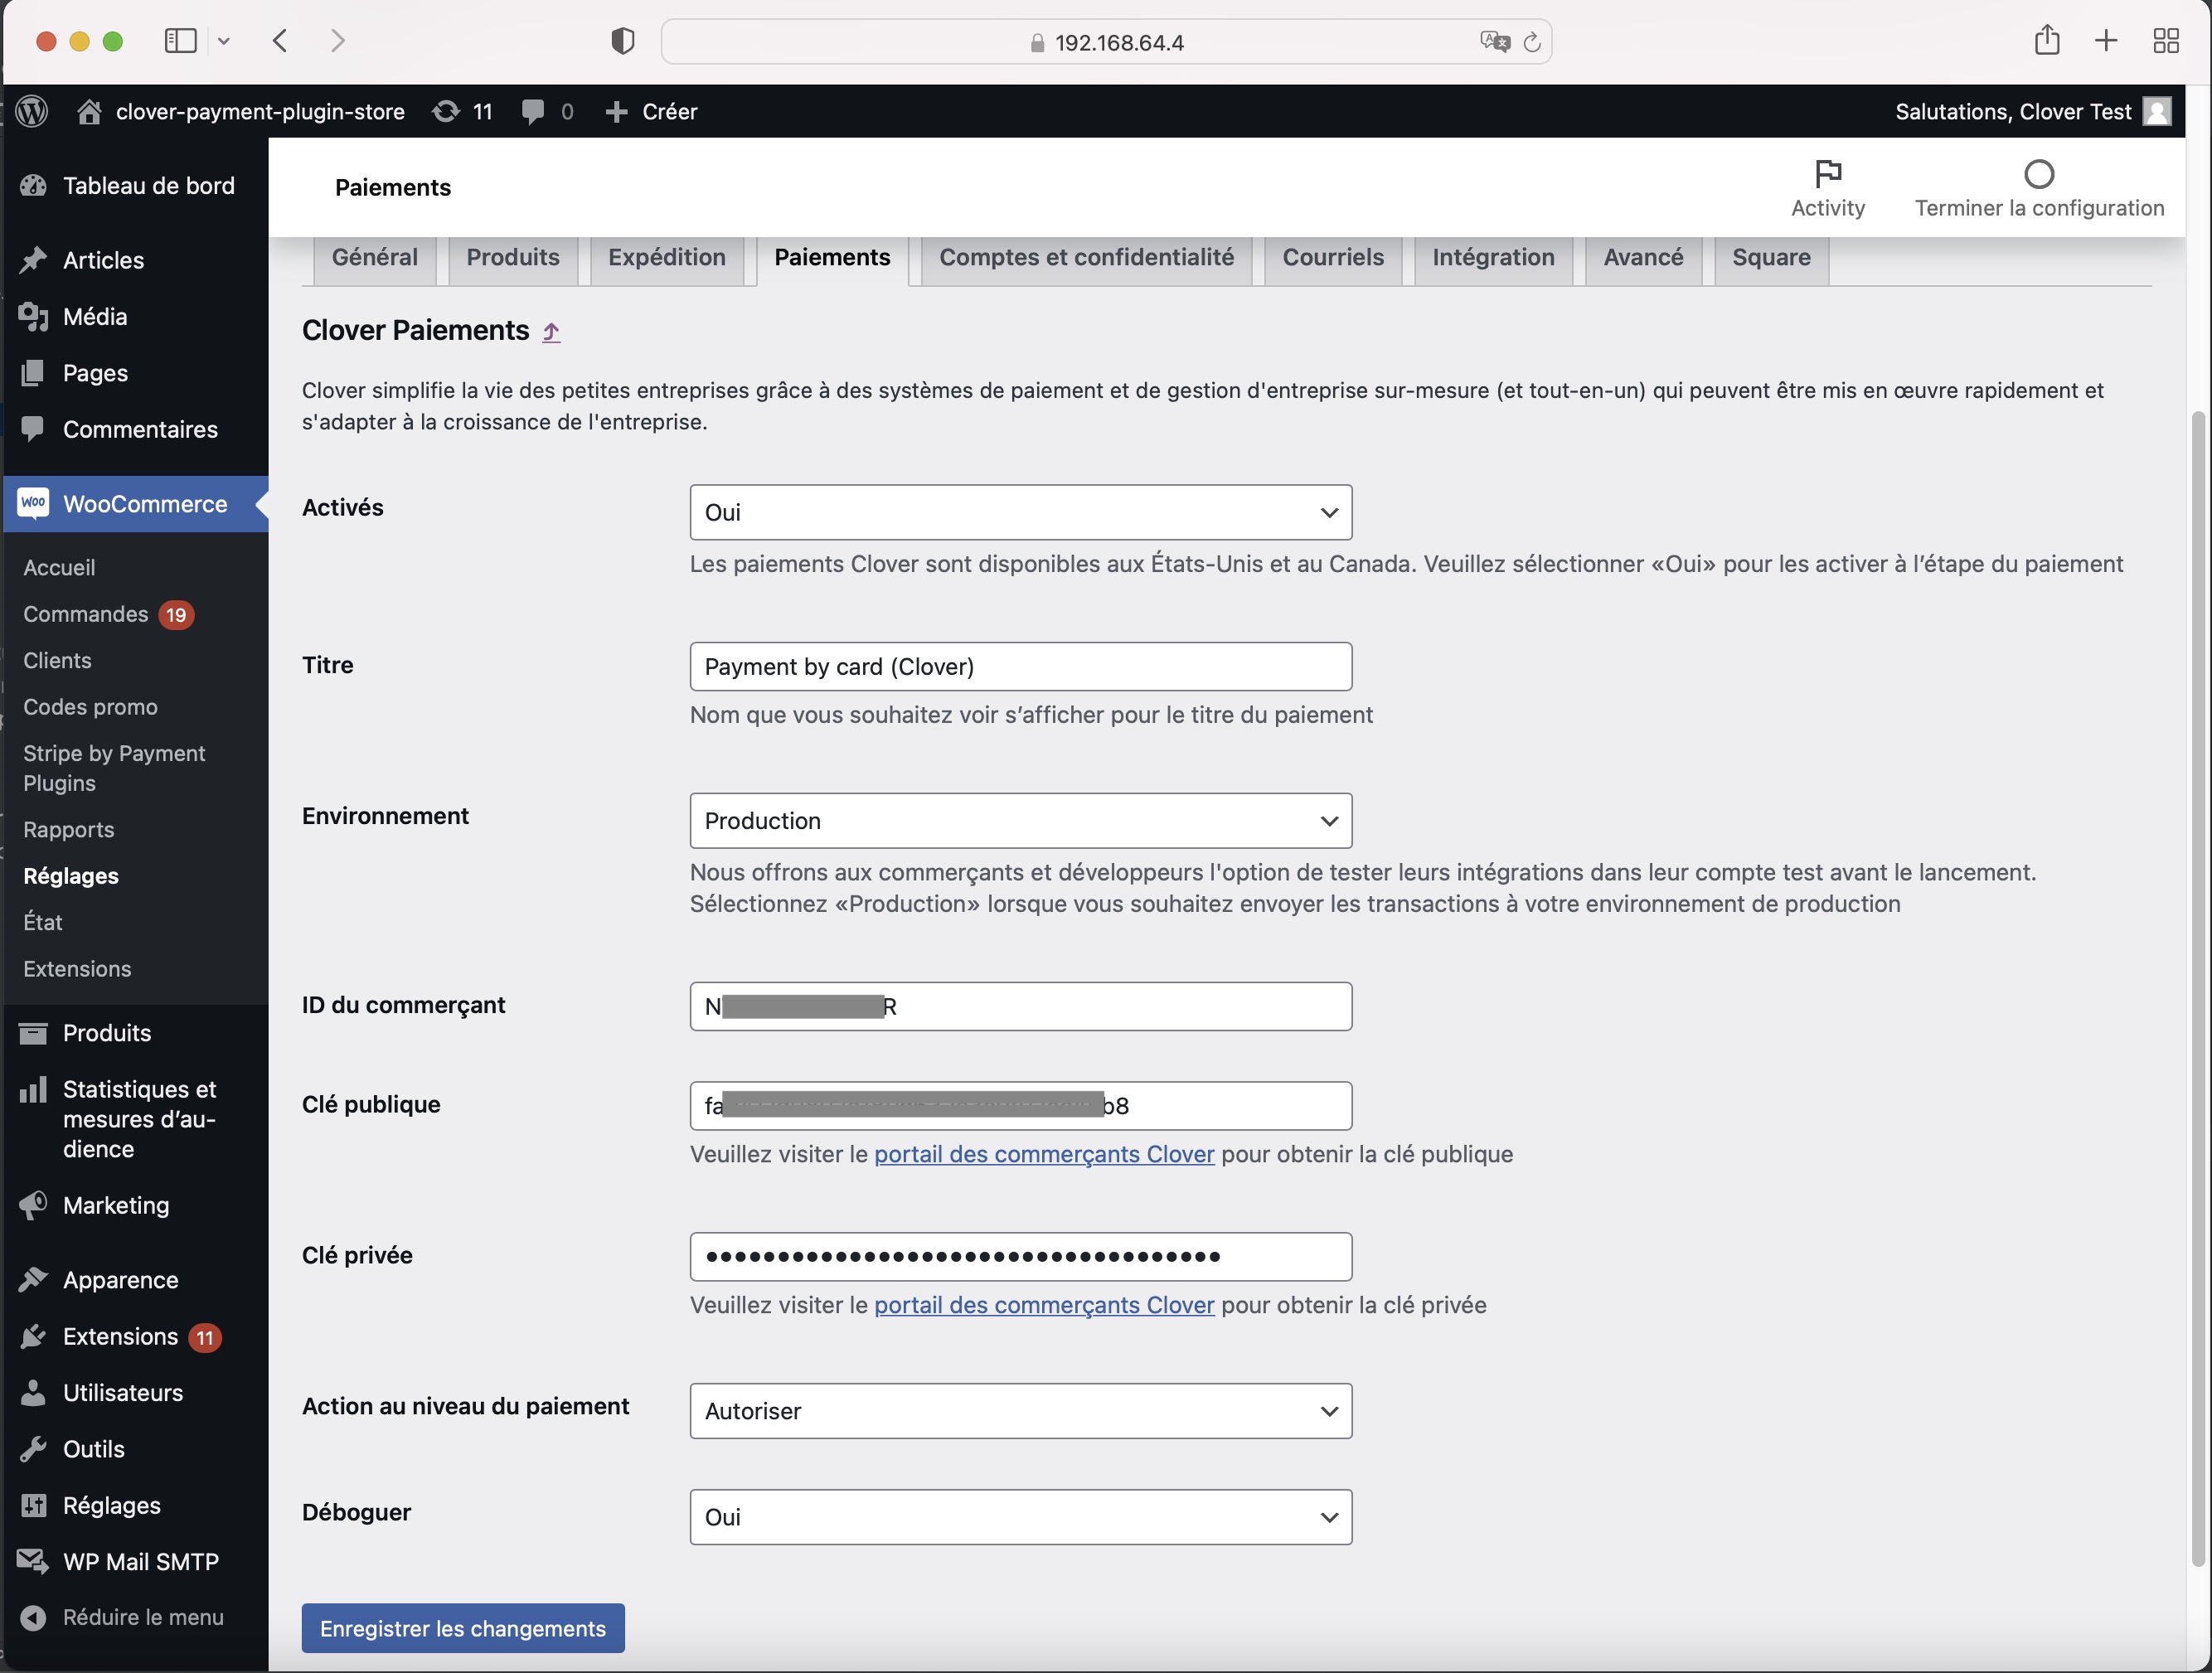 192.168.64.4
clover-payment-plugin-store 11 0 Créer
Salutations, Clover Test
Tableau de bord
Articles
Média
Pages
Commentaires
Woo WooCommerce
Accueil
Commandes 19
Clients
Codes promo
Stripe by Payment
Plugins
Rapports
Réglages
État
Extensions
Produits
Statistiques et
mesures d’au-
dience
Marketing
Apparence
Extensions 11
Utilisateurs
Outils
Réglages
WP Mail SMTP
Réduire le menu
Paiements
Activity
Terminer la configuration
Général Produits Expédition Paiements Comptes et confidentialité Courriels Intégration Avancé Square
Clover Paiements
Clover simplifie la vie des petites entreprises grâce à des systèmes de paiement et de gestion d'entreprise sur-mesure (et tout-en-un) qui peuvent être mis en œuvre rapidement et
s'adapter à la croissance de l'entreprise.
Activés
Oui
Les paiements Clover sont disponibles aux États-Unis et au Canada. Veuillez sélectionner «Oui» pour les activer à l’étape du paiement
Titre
Payment by card (Clover)
Nom que vous souhaitez voir s’afficher pour le titre du paiement
Environnement
Production
Nous offrons aux commerçants et développeurs l'option de tester leurs intégrations dans leur compte test avant le lancement.
Sélectionnez «Production» lorsque vous souhaitez envoyer les transactions à votre environnement de production
ID du commerçant
N R
Clé publique
fa b8
Veuillez visiter le portail des commerçants Clover pour obtenir la clé publique
Clé privée
••••••••••••••••••••••••••••••••••••
Veuillez visiter le portail des commerçants Clover pour obtenir la clé privée
Action au niveau du paiement
Autoriser
Déboguer
Oui
Enregistrer les changements